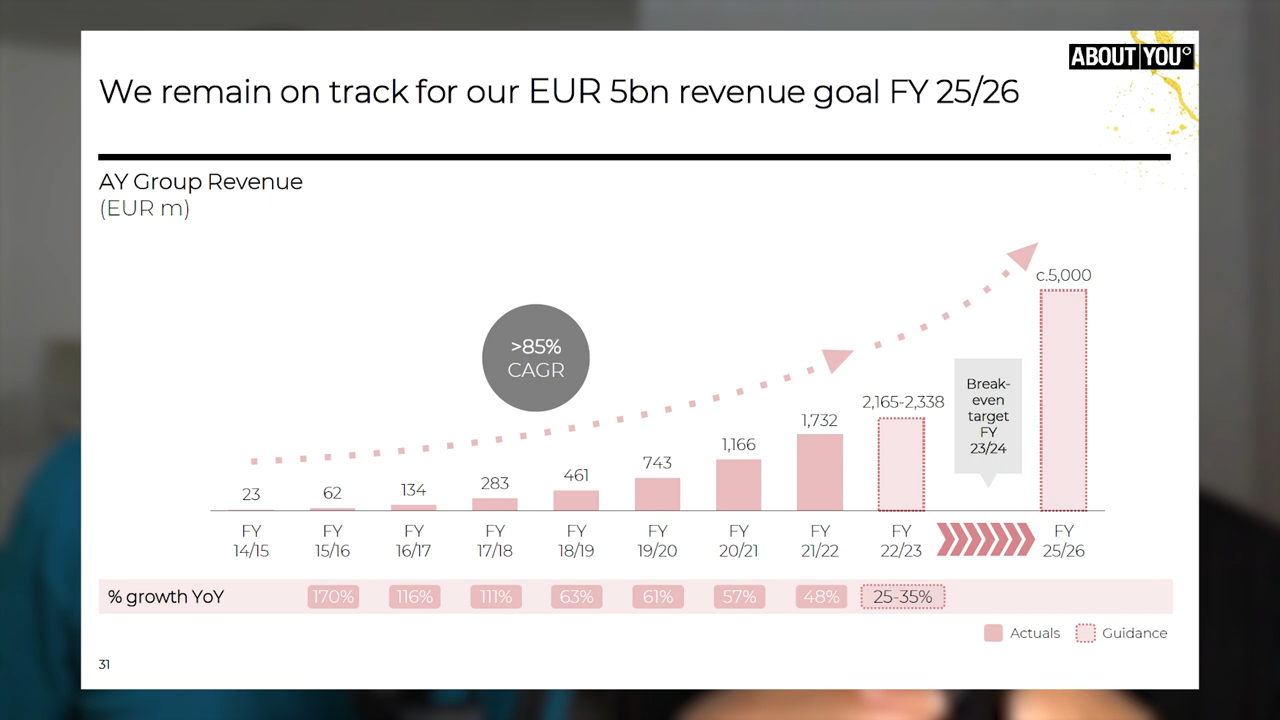 ABOUT YOU°
We remain on track for our EUR 5bn revenue goal FY 25/26
AY Group Revenue
(EUR m)
>85%
CAGR
23
62
134
283
461
743
1,166
1,732
2,165-2,338
c.5,000
Break-
even
target
FY
23/24
FY
14/15
FY
15/16
FY
16/17
FY
17/18
FY
18/19
FY
19/20
FY
20/21
FY
21/22
FY
22/23
FY
25/26
% growth YoY
170%
116%
111%
63%
61%
57%
48%
25-35%
Actuals
Guidance
31